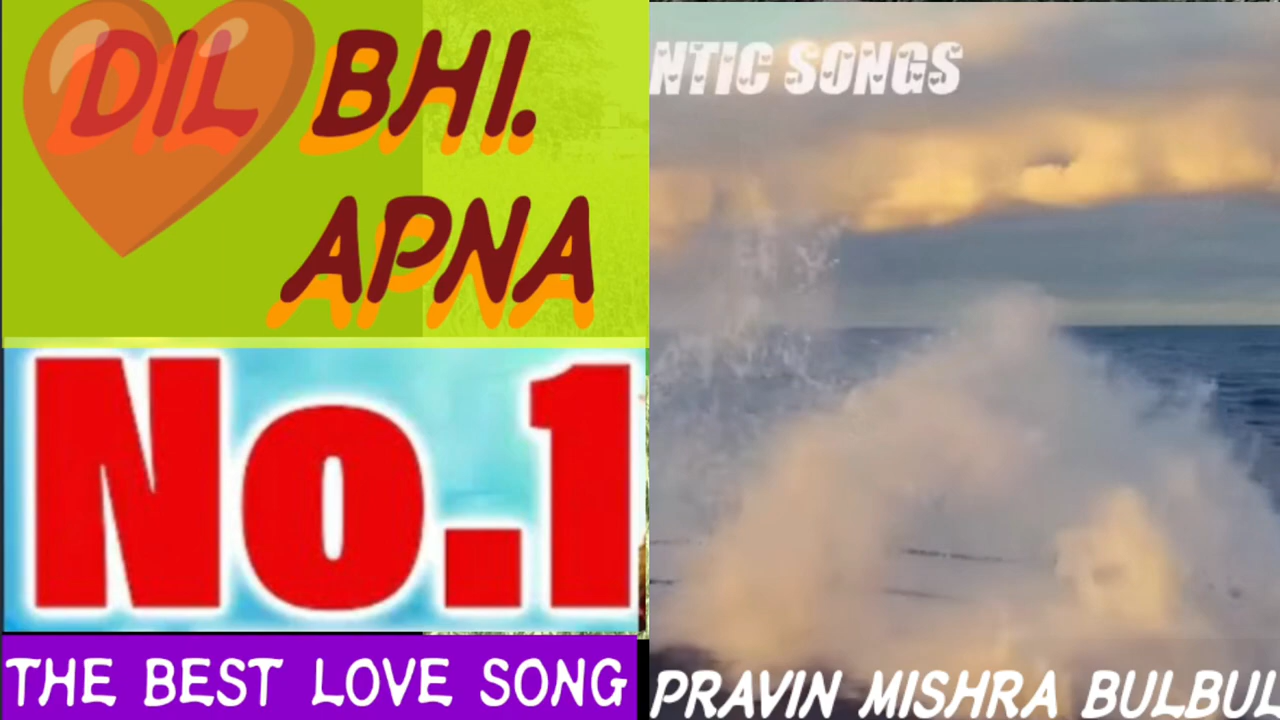 DIL BHI.
APNA
No.1
THE BEST LOVE SONG
NTIC SONGS
PRAVIN MISHRA BULBUL